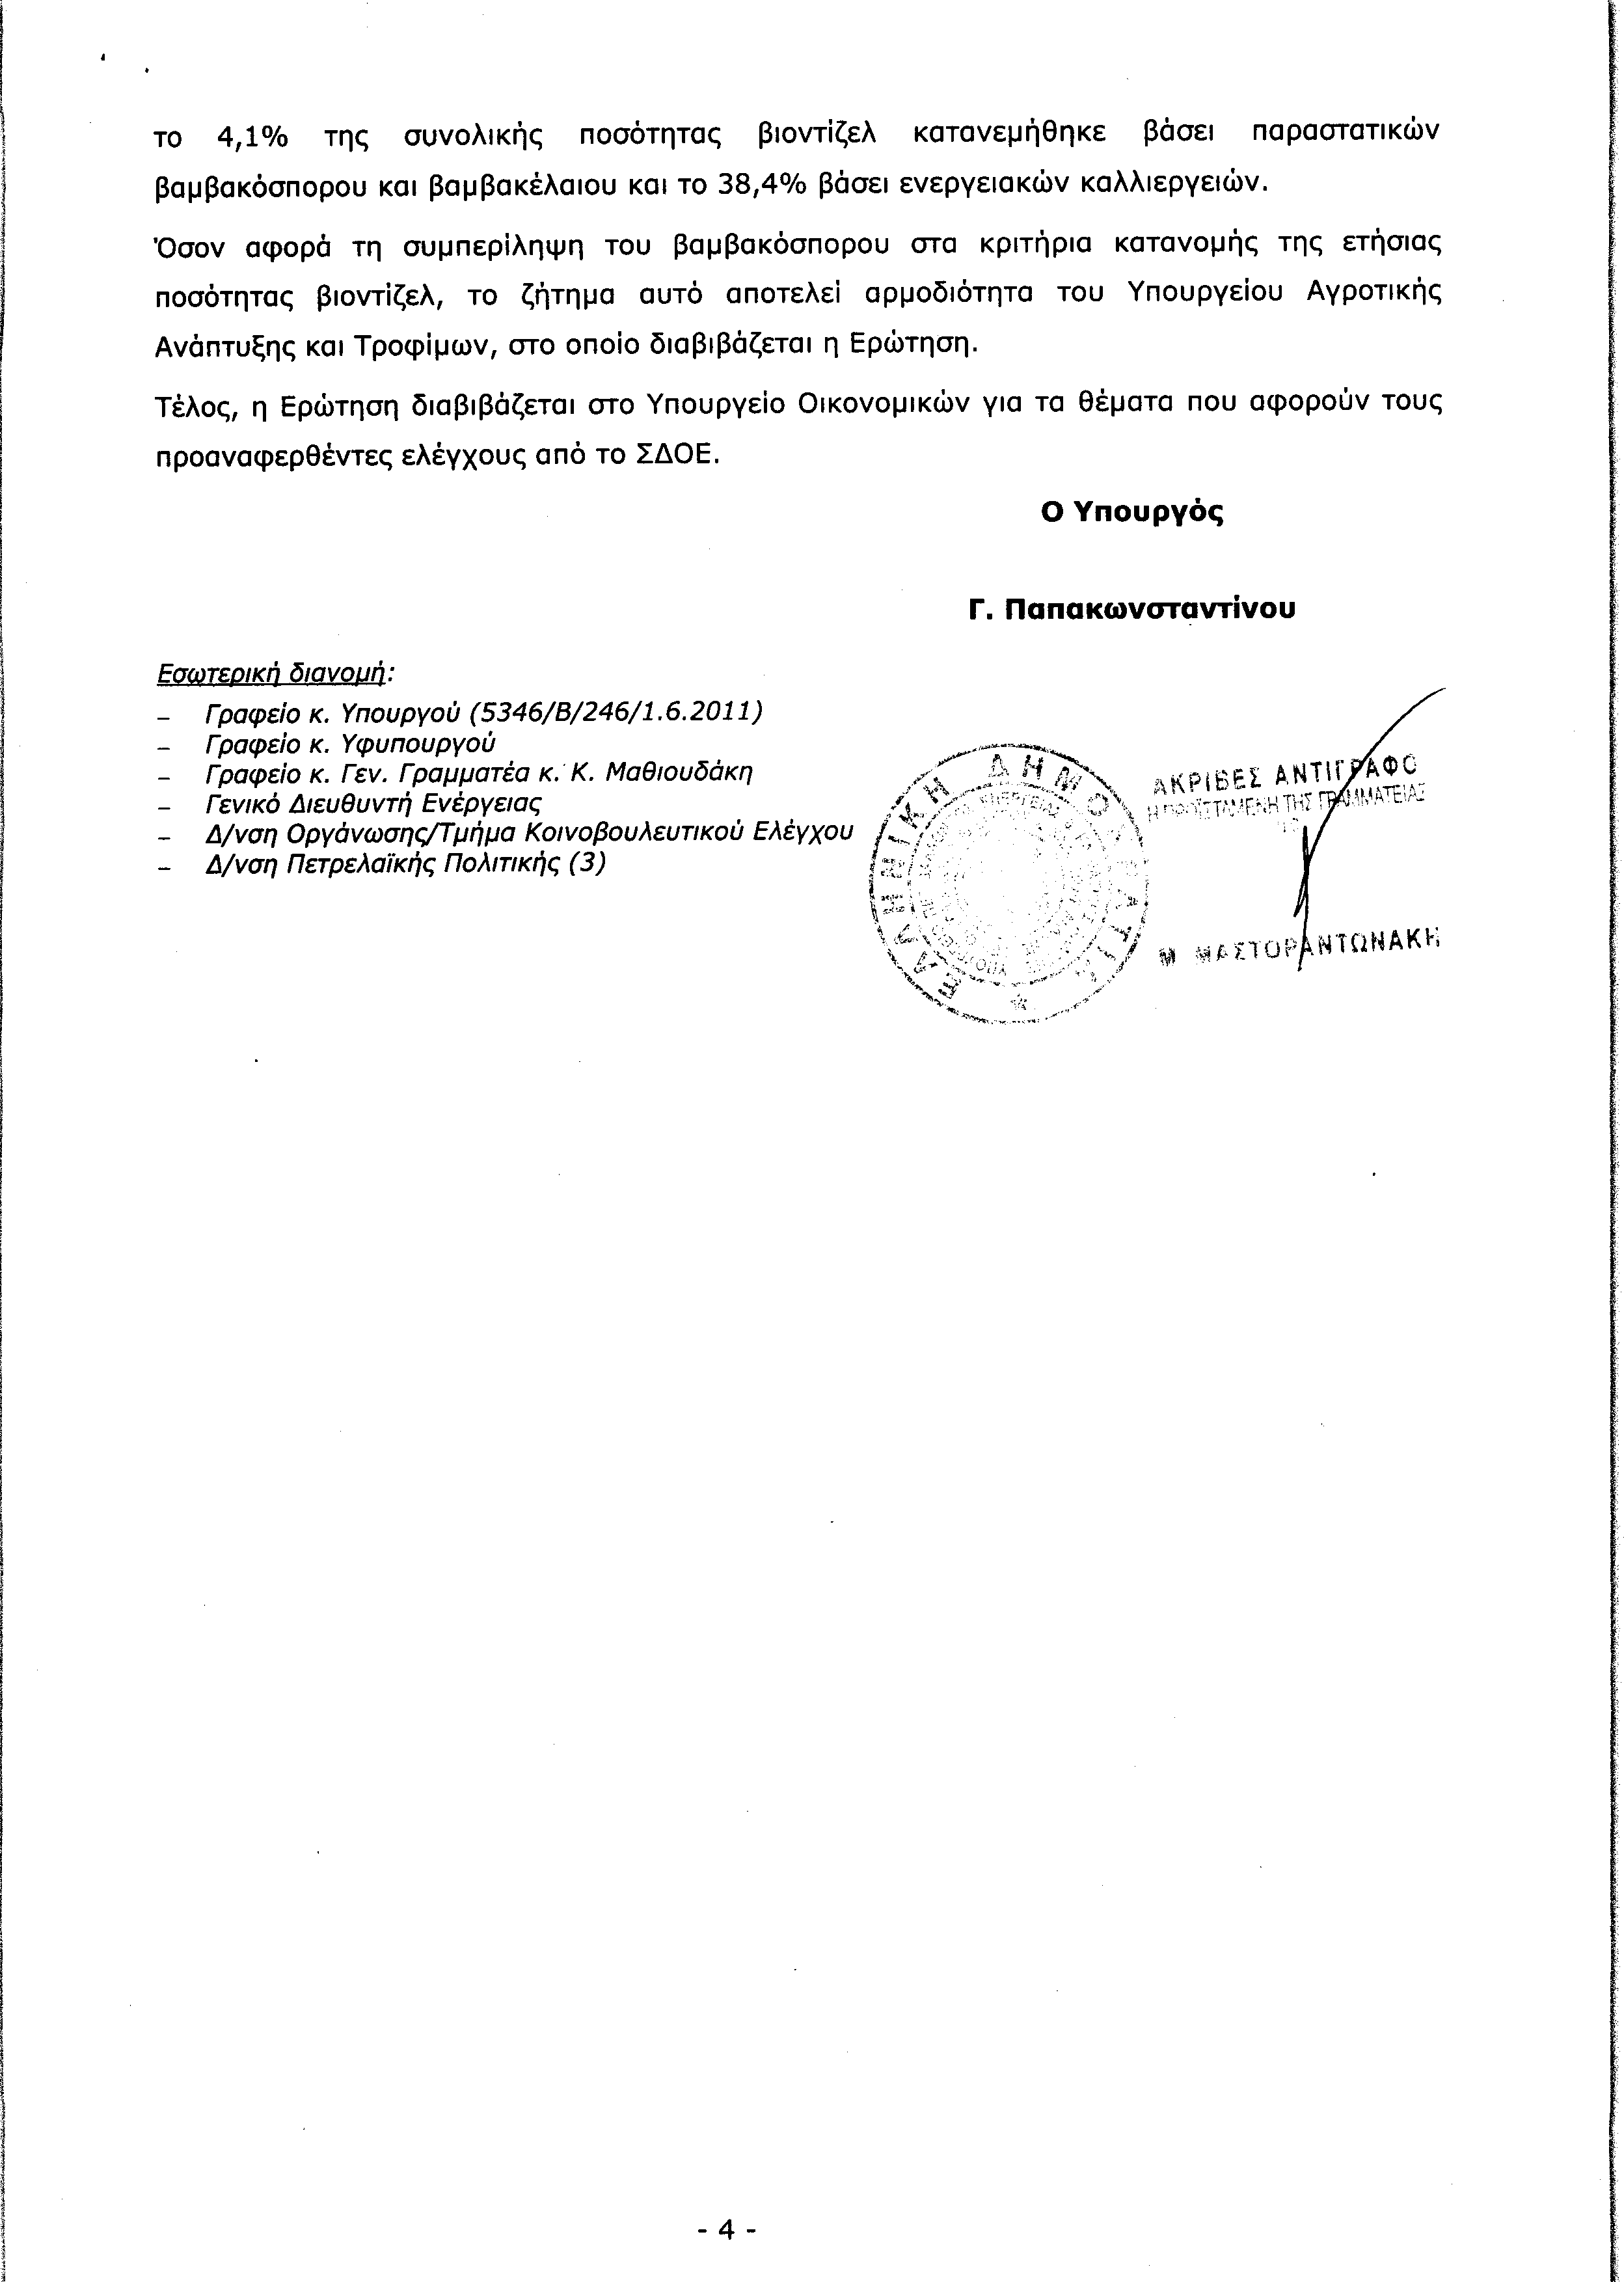 το 4,1% της συνολικής ποσότητας βιοντίζελ κατανεμήθηκε βάσει παραστατικών
βαμβακόσπορου και βαμβακέλαιου και το 38,4% βάσει ενεργειακών καλλιεργειών.
Όσον αφορά τη συμπερίληψη του βαμβακόσπορου στα κριτήρια κατανομής της ετήσιας
ποσότητας βιοντίζελ, το ζήτημα αυτό αποτελεί αρμοδιότητα του Υπουργείου Αγροτικής
Ανάπτυξης και Τροφίμων, στο οποίο διαβιβάζεται η Ερώτηση.
Τέλος, η Ερώτηση διαβιβάζεται στο Υπουργείο Οικονομικών για τα θέματα που αφορούν τους
προαναφερθέντες ελέγχους από το ΣΔΟΕ.
Ο Υπουργός
Γ. Παπακωνσταντίνου
Εσωτερική διανομή:
- Γραφείο κ. Υπουργού (5346/Β/246/1.6.2011)
- Γραφείο κ. Υφυπουργού
- Γραφείο κ. Γεν. Γραμματέα κ. Κ. Μαθιουδάκη
- Γενικό Διευθυντή Ενέργειας
- Δ/νση Οργάνωσης/Τμήμα Κοινοβουλευτικού Ελέγχου
- Δ/νση Πετρελαϊκής Πολιτικής (3)
ΕΛΛΗΝΙΚΗ ΔΗΜΟΚΡΑΤΙΑ
ΑΚΡΙΒΕΣ ΑΝΤΙΓΡΑΦΟ
Η ΠΡΟΪΣΤΑΜΕΝΗ ΤΗΣ ΓΡΑΜΜΑΤΕΙΑΣ
Μ ΜΑΣΤΟΡΑΝΤΩΝΑΚΗ
- 4 -